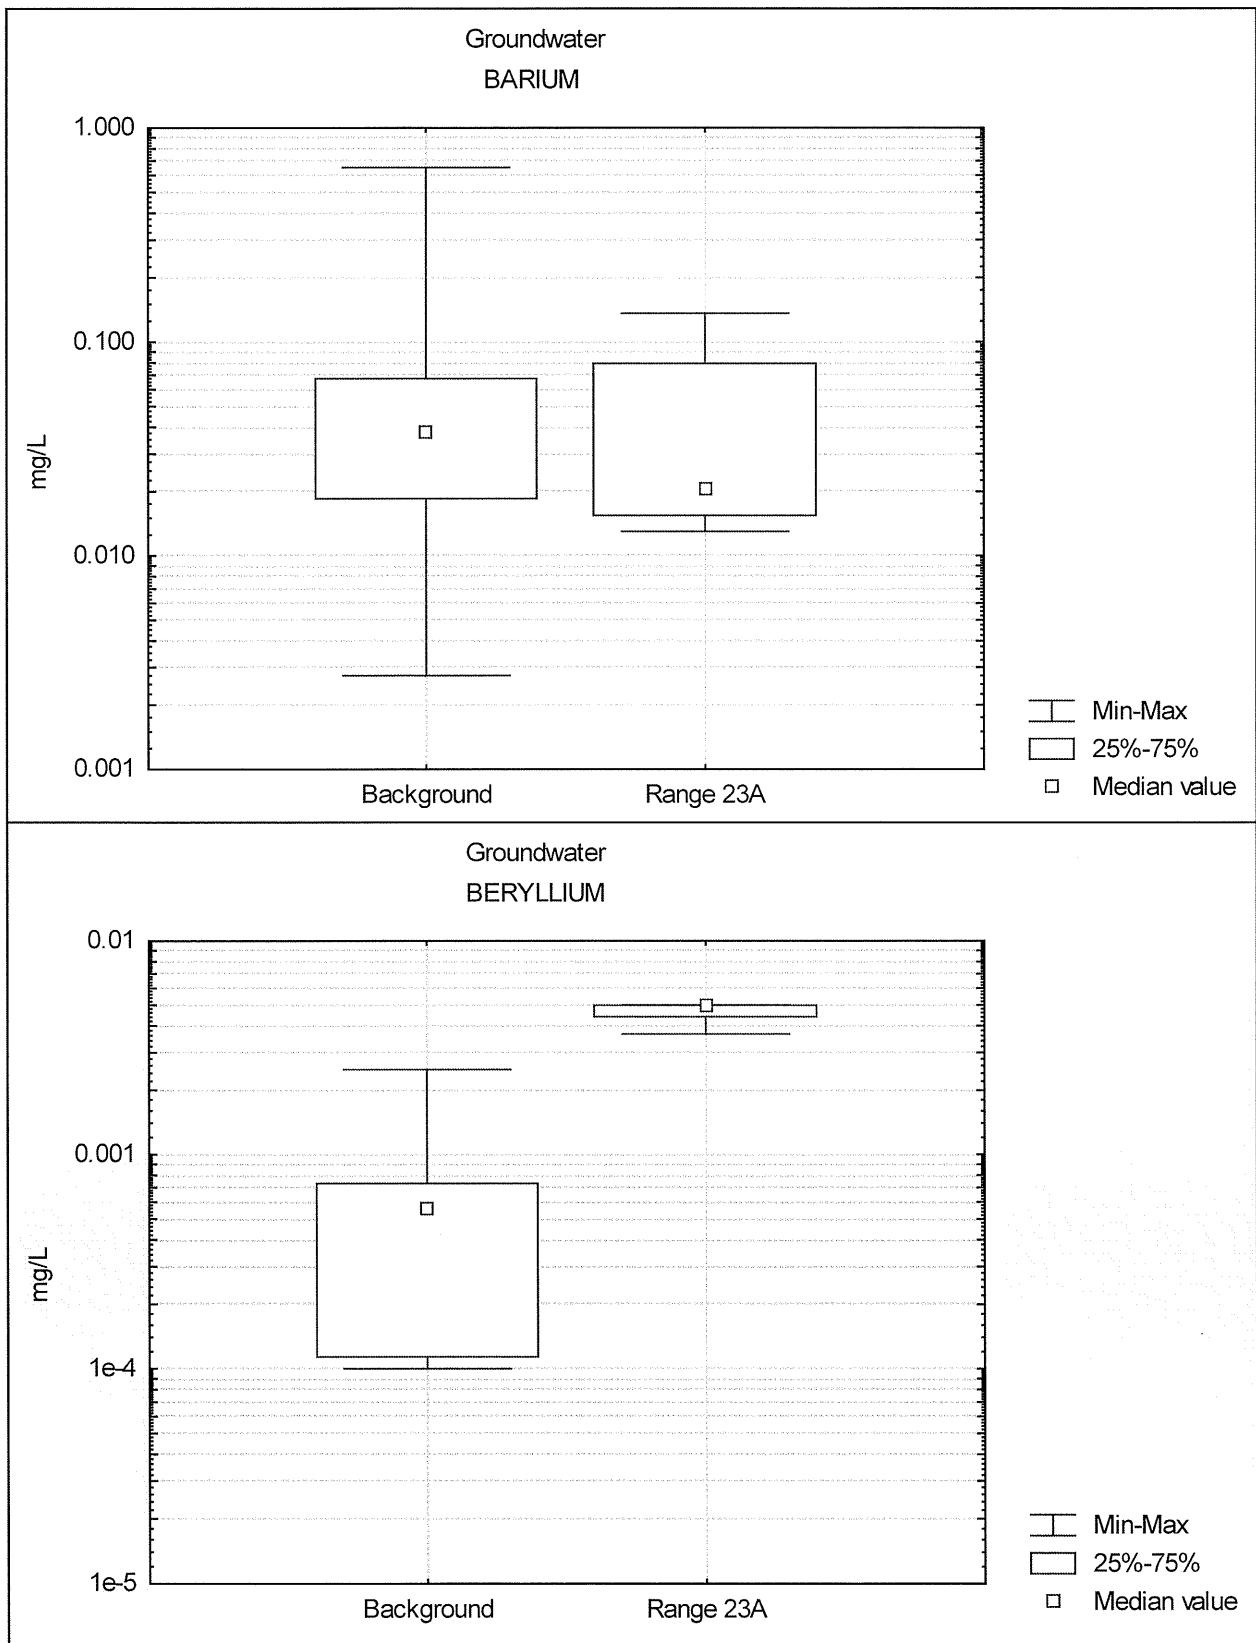 Groundwater
BARIUM
1.000
0.100
0.010
0.001
mg/L
Background
Range 23A
Min-Max
25%-75%
Median value
Groundwater
BERYLLIUM
0.01
0.001
1e-4
1e-5
mg/L
Background
Range 23A
Min-Max
25%-75%
Median value